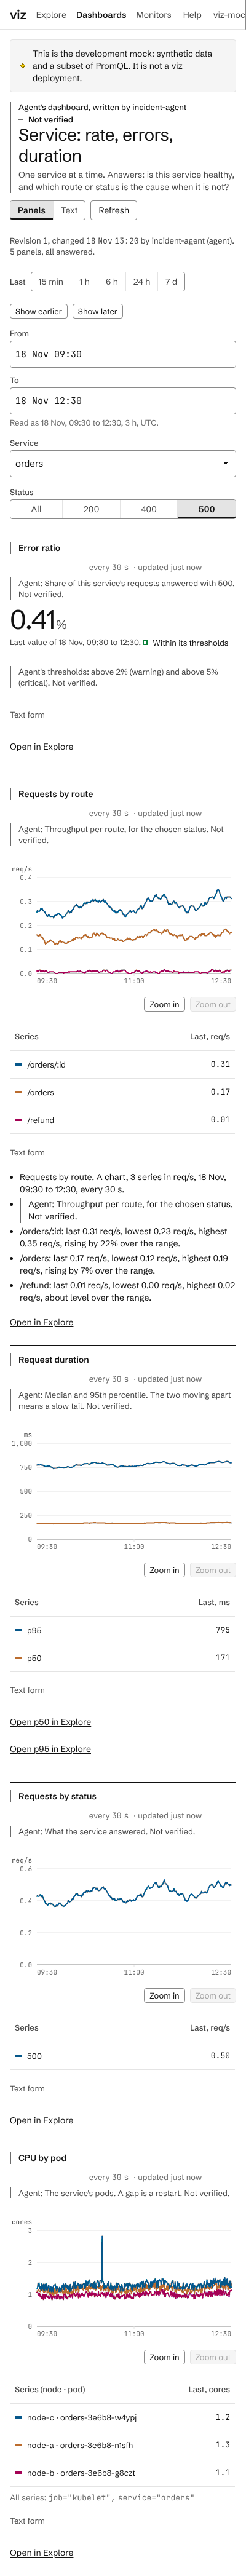 viz Explore Dashboards Monitors Help viz-moc
This is the development mock: synthetic data
and a subset of PromQL. It is not a viz
deployment.
Agent's dashboard, written by incident-agent
— Not verified
Service: rate, errors,
duration
One service at a time. Answers: is this service healthy,
and which route or status is the cause when it is not?
Panels Text Refresh
Revision 1, changed 18 Nov 13:20 by incident-agent (agent).
5 panels, all answered.
Last 15 min 1 h 6 h 24 h 7 d
Show earlier Show later
From
18 Nov 09:30
To
18 Nov 12:30
Read as 18 Nov, 09:30 to 12:30, 3 h, UTC.
Service
orders
Status
All 200 400 500
Error ratio
every 30 s · updated just now
Agent: Share of this service's requests answered with 500.
Not verified.
0.41%
Last value of 18 Nov, 09:30 to 12:30. Within its thresholds
Agent's thresholds: above 2% (warning) and above 5%
(critical). Not verified.
Text form
Open in Explore
Requests by route
every 30 s · updated just now
Agent: Throughput per route, for the chosen status. Not
verified.
req/s
0.4
0.3
0.2
0.1
0.0
09:30 11:00 12:30
Zoom in Zoom out
Series Last, req/s
/orders/:id 0.31
/orders 0.17
/refund 0.01
Text form
Requests by route. A chart, 3 series in req/s, 18 Nov,
09:30 to 12:30, every 30 s.
Agent: Throughput per route, for the chosen status.
Not verified.
/orders/:id: last 0.31 req/s, lowest 0.23 req/s, highest
0.35 req/s, rising by 22% over the range.
/orders: last 0.17 req/s, lowest 0.12 req/s, highest 0.19
req/s, rising by 7% over the range.
/refund: last 0.01 req/s, lowest 0.00 req/s, highest 0.02
req/s, about level over the range.
Open in Explore
Request duration
every 30 s · updated just now
Agent: Median and 95th percentile. The two moving apart
means a slow tail. Not verified.
ms
1,000
750
500
250
0
09:30 11:00 12:30
Zoom in Zoom out
Series Last, ms
p95 795
p50 171
Text form
Open p50 in Explore
Open p95 in Explore
Requests by status
every 30 s · updated just now
Agent: What the service answered. Not verified.
req/s
0.6
0.4
0.2
0.0
09:30 11:00 12:30
Zoom in Zoom out
Series Last, req/s
500 0.50
Text form
Open in Explore
CPU by pod
every 30 s · updated just now
Agent: The service's pods. A gap is a restart. Not verified.
cores
3
2
1
0
09:30 11:00 12:30
Zoom in Zoom out
Series (node · pod) Last, cores
node-c · orders-3e6b8-w4ypj 1.2
node-a · orders-3e6b8-n1sfh 1.3
node-b · orders-3e6b8-g8czt 1.1
All series: job="kubelet", service="orders"
Text form
Open in Explore